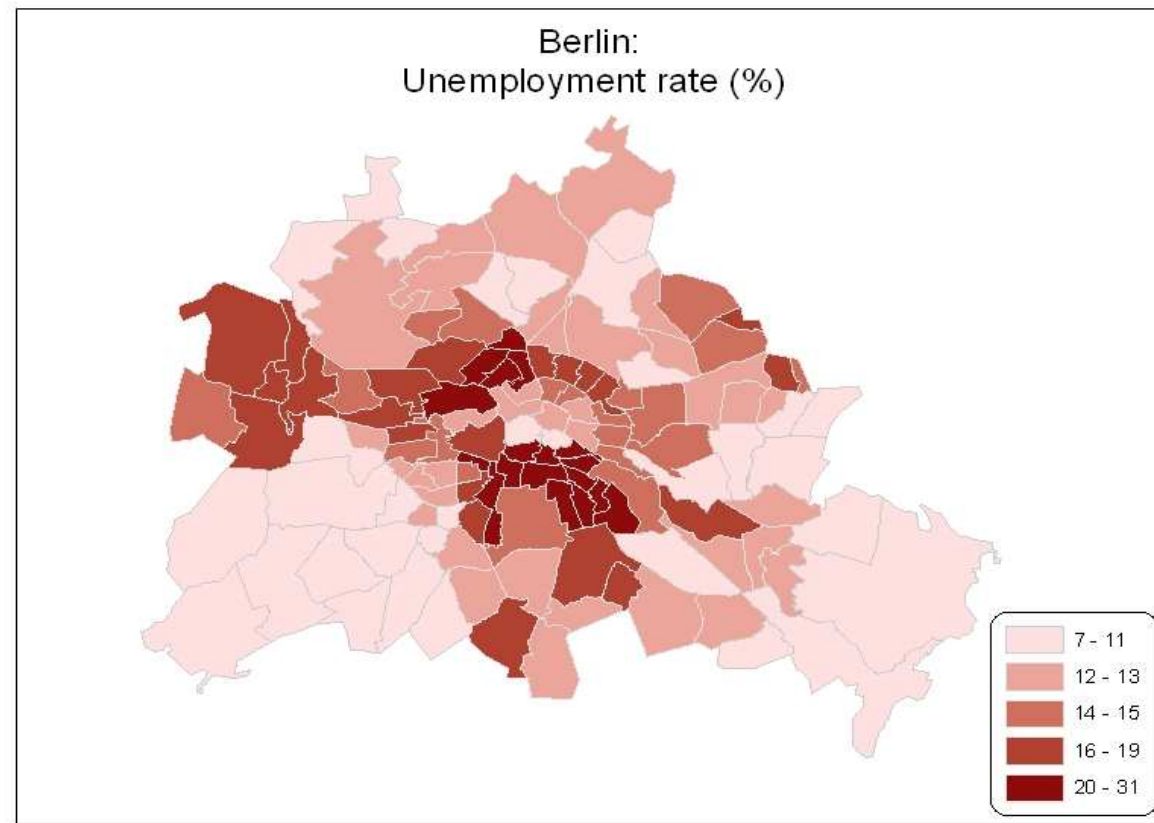 Berlin:
Unemployment rate (%)
7 - 11
12 - 13
14 - 15
16 - 19
20 - 31